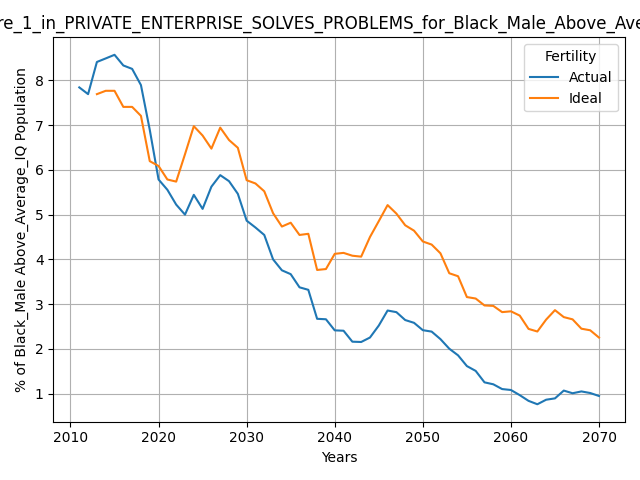 re_1_in_PRIVATE_ENTERPRISE_SOLVES_PROBLEMS_for_Black_Male_Above_Ave
Fertility
Actual
Ideal
% of Black_Male Above_Average_IQ Population
8
7
6
5
4
3
2
1
2010 2020 2030 2040 2050 2060 2070
Years